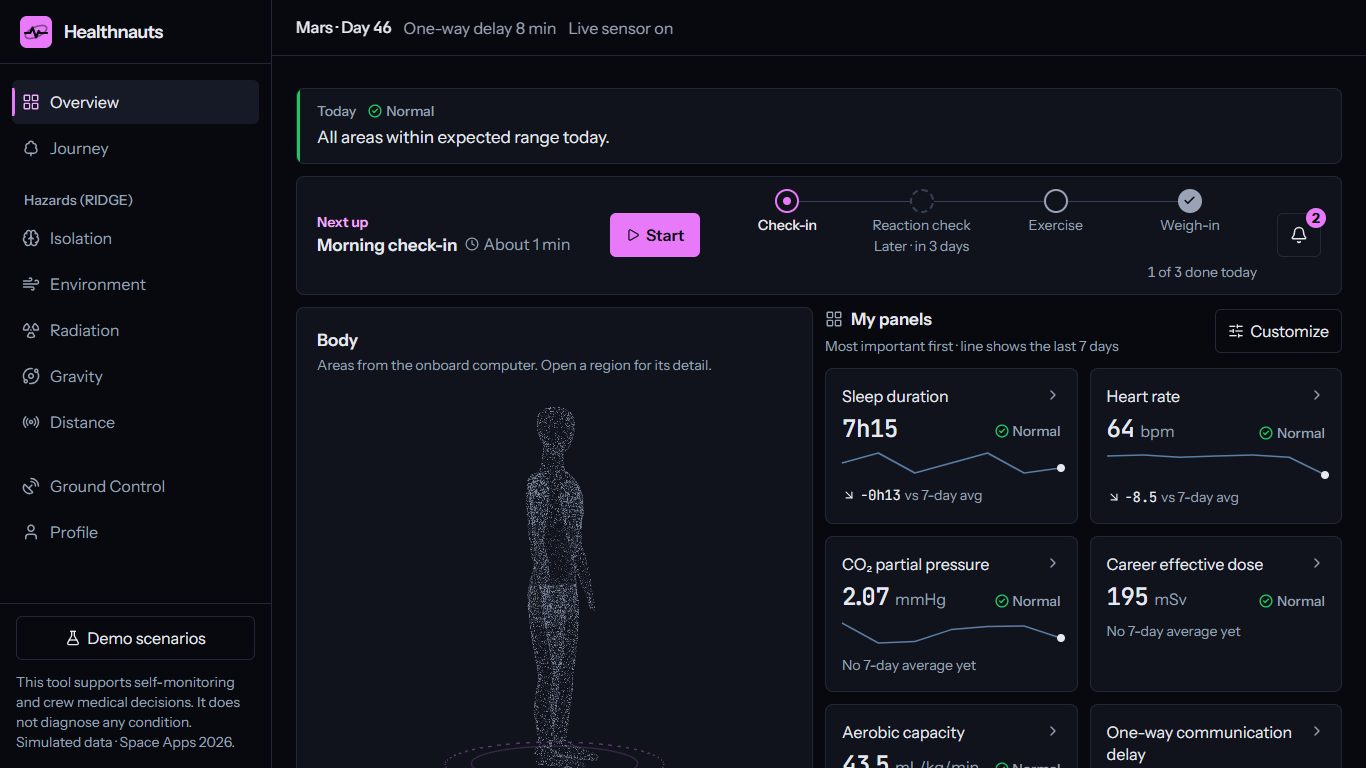 Healthnauts
Mars · Day 46 One-way delay 8 min Live sensor on
Overview
Journey
Hazards (RIDGE)
Isolation
Environment
Radiation
Gravity
Distance
Ground Control
Profile
Demo scenarios
This tool supports self-monitoring
and crew medical decisions. It does
not diagnose any condition.
Simulated data · Space Apps 2026.
Today Normal
All areas within expected range today.
Next up
Morning check-in About 1 min
Start
Check-in
Reaction check
Later · in 3 days
Exercise
Weigh-in
1 of 3 done today
2
Body
Areas from the onboard computer. Open a region for its detail.
My panels
Most important first · line shows the last 7 days
Customize
Sleep duration
7h15 Normal
-0h13 vs 7-day avg
Heart rate
64 bpm Normal
-8.5 vs 7-day avg
CO₂ partial pressure
2.07 mmHg Normal
No 7-day average yet
Career effective dose
195 mSv Normal
No 7-day average yet
Aerobic capacity
43.5 mL/kg/min Normal
One-way communication
delay